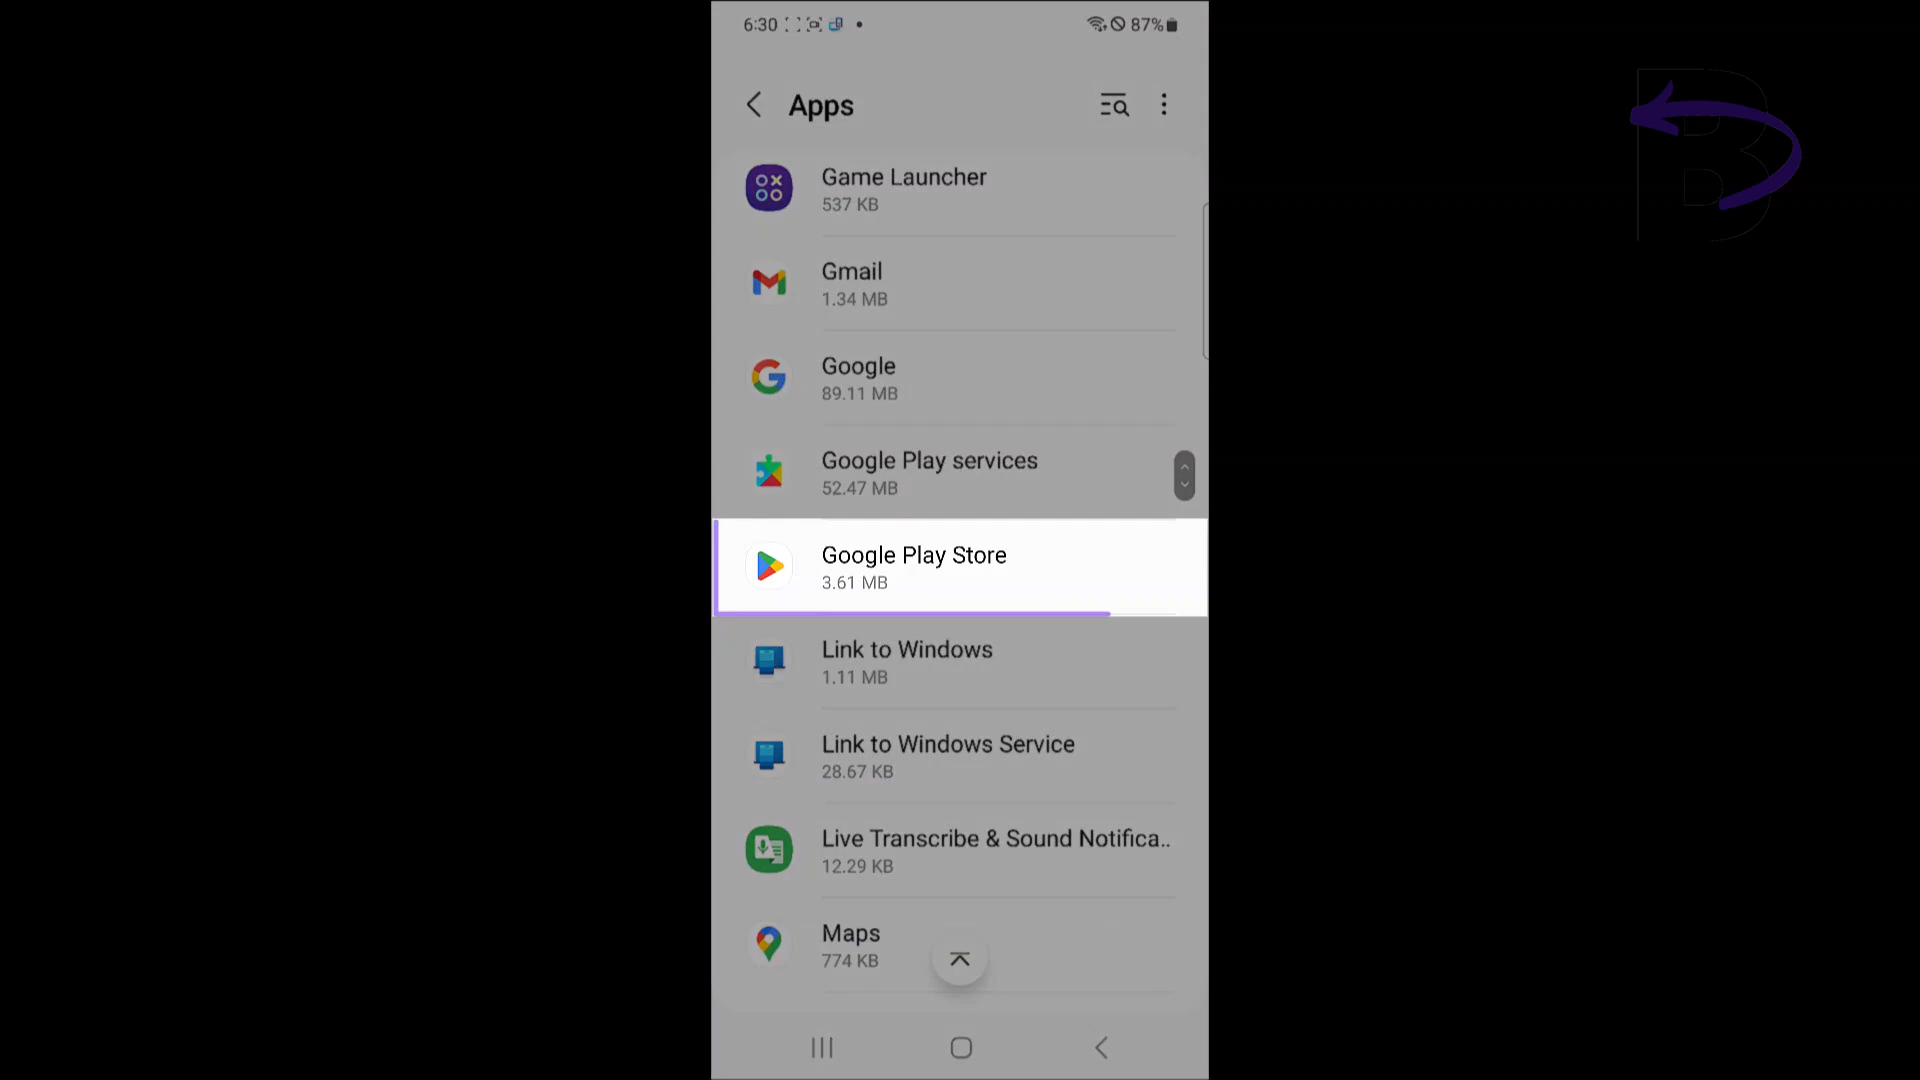 6:30
87%
Apps
Game Launcher
537 KB
Gmail
1.34 MB
Google
89.11 MB
Google Play services
52.47 MB
Google Play Store
3.61 MB
Link to Windows
1.11 MB
Link to Windows Service
28.67 KB
Live Transcribe & Sound Notifica..
12.29 KB
Maps
774 KB
B